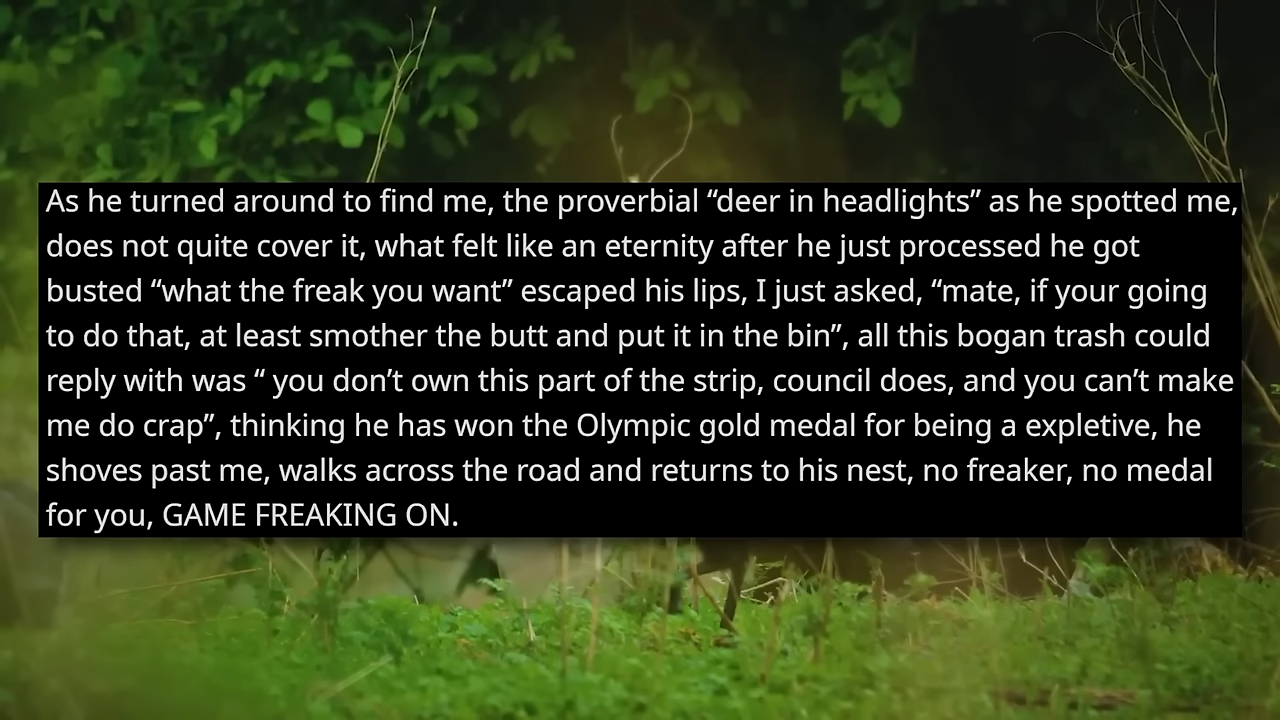 As he turned around to find me, the proverbial “deer in headlights” as he spotted me,
does not quite cover it, what felt like an eternity after he just processed he got
busted “what the freak you want” escaped his lips, I just asked, “mate, if your going
to do that, at least smother the butt and put it in the bin”, all this bogan trash could
reply with was “ you don’t own this part of the strip, council does, and you can’t make
me do crap”, thinking he has won the Olympic gold medal for being a expletive, he
shoves past me, walks across the road and returns to his nest, no freaker, no medal
for you, GAME FREAKING ON.